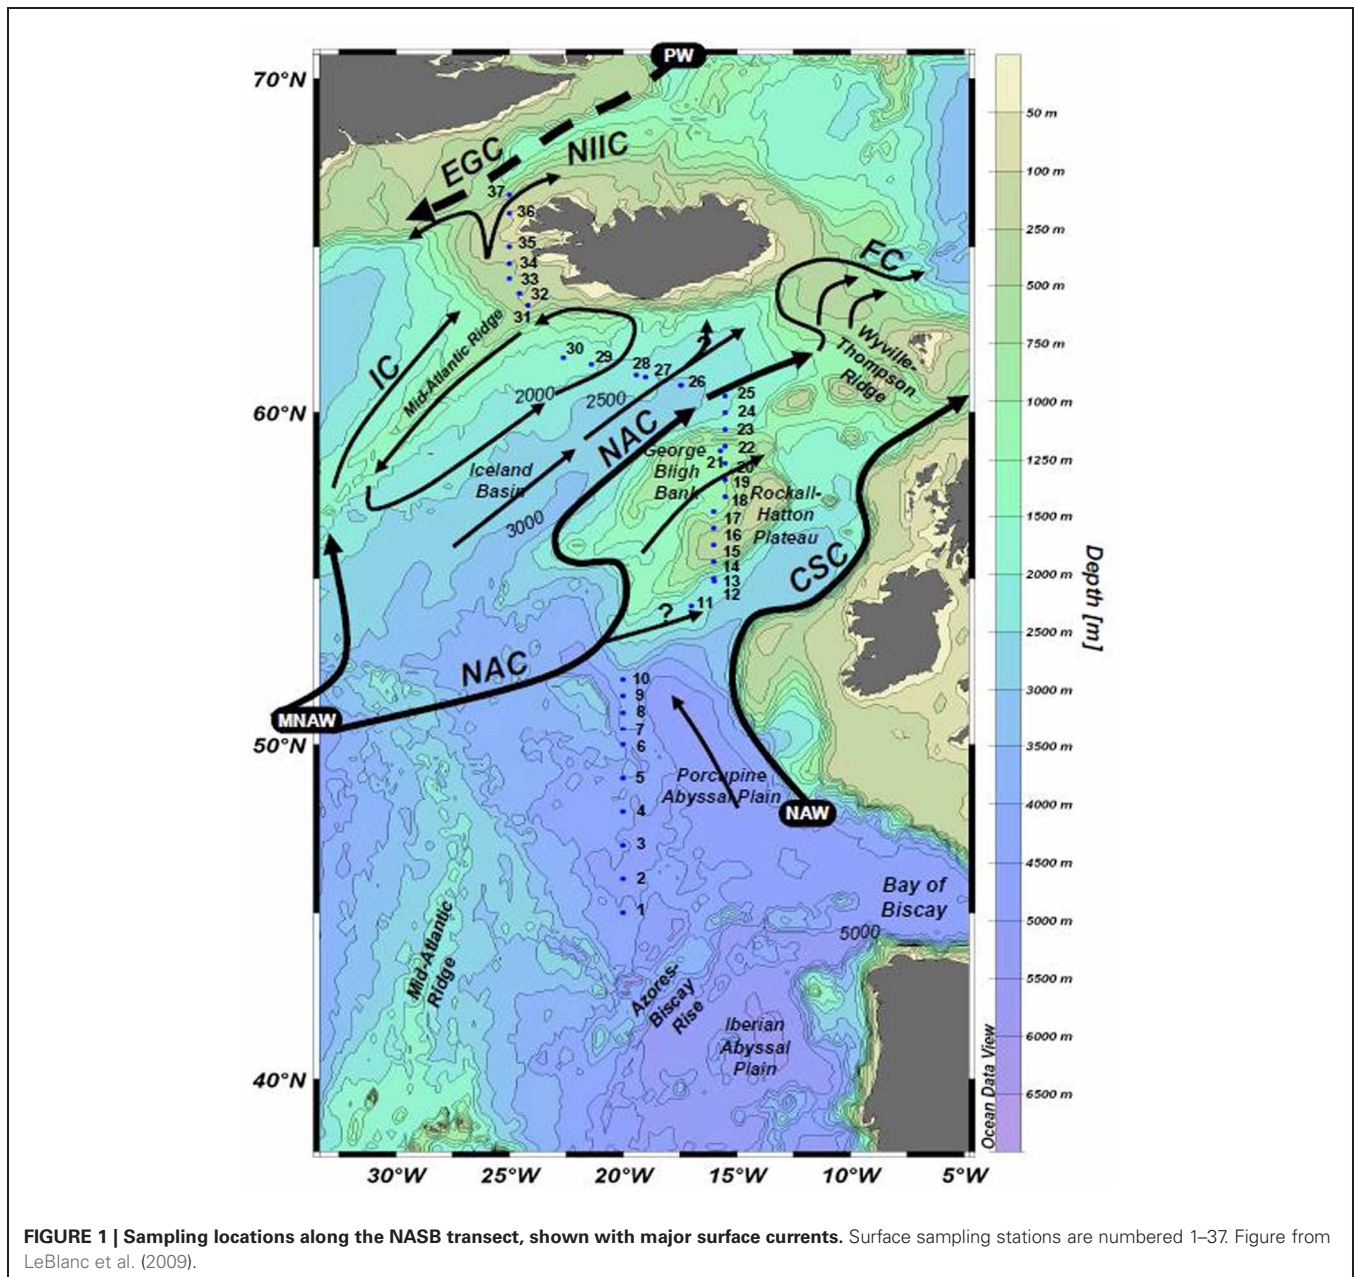 PW
70°N
50 m
100 m
EGC
NIIC
37
36
250 m
35
FC
34
33
500 m
32
31
Mid-Atlantic Ridge
Wyville-
Thompson
Ridge
750 m
IC
30
29
28
27
26
2000
2500
?
25
1000 m
60°N
24
NAC
23
George
Bligh
Bank
22
21
20
1250 m
Iceland
Basin
19
18
Rockall-
Hatton
Plateau
3000
17
1500 m
16
15
CSC
14
13
2000 m
12
11
?
Depth [m]
2500 m
NAC
10
3000 m
9
MNAW
8
7
50°N
6
3500 m
5
Porcupine
Abyssal Plain
4
NAW
4000 m
3
4500 m
2
Bay of
Biscay
1
5000 m
5000
Mid-Atlantic
Ridge
Azores-
Biscay
Rise
5500 m
Iberian
Abyssal
Plain
6000 m
40°N
6500 m
Ocean Data View
30°W
25°W
20°W
15°W
10°W
5°W
FIGURE 1 | Sampling locations along the NASB transect, shown with major surface currents. Surface sampling stations are numbered 1–37. Figure from
LeBlanc et al. (2009).